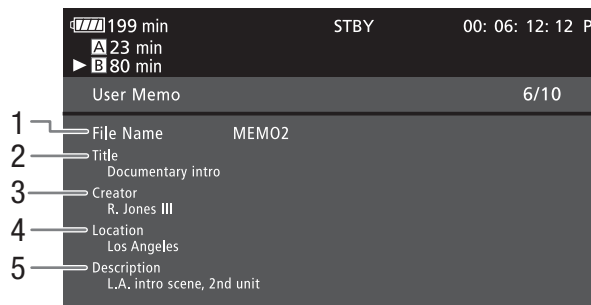 199 min STBY 00: 06: 12: 12 P
A 23 min
B 80 min
User Memo 6/10
1 File Name MEMO2
2 Title
Documentary intro
3 Creator
R. Jones III
4 Location
Los Angeles
5 Description
L.A. intro scene, 2nd unit